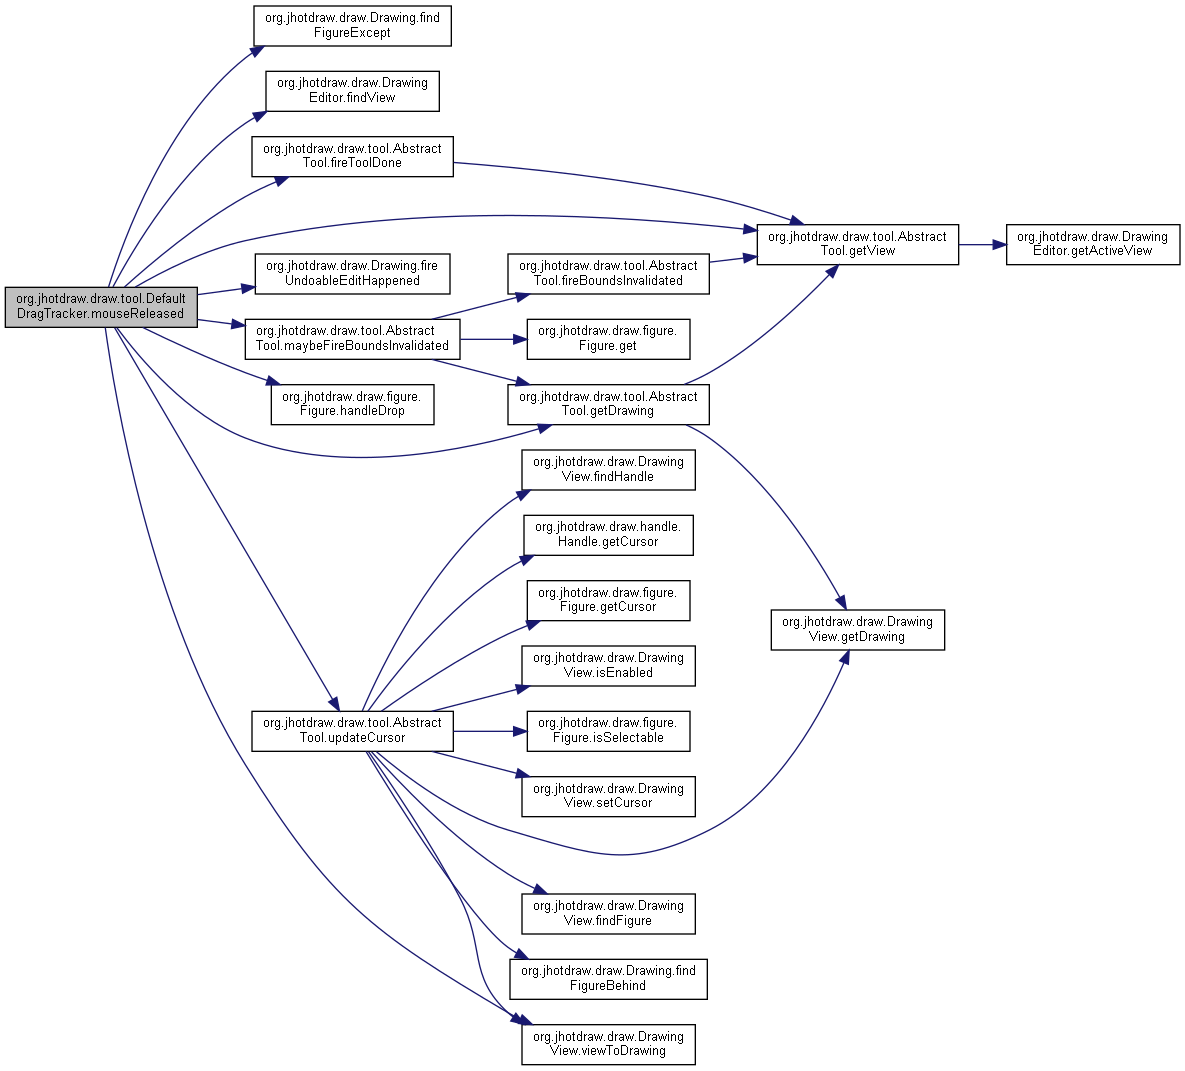 org.jhotdraw.draw.Drawing.find
FigureExcept
org.jhotdraw.draw.Drawing
Editor.findView
org.jhotdraw.draw.tool.Abstract
Tool.fireToolDone
org.jhotdraw.draw.tool.Abstract
Tool.getView
org.jhotdraw.draw.Drawing
Editor.getActiveView
org.jhotdraw.draw.Drawing.fire
UndoableEditHappened
org.jhotdraw.draw.tool.Abstract
Tool.fireBoundsInvalidated
org.jhotdraw.draw.tool.Default
DragTracker.mouseReleased
org.jhotdraw.draw.tool.Abstract
Tool.maybeFireBoundsInvalidated
org.jhotdraw.draw.figure.
Figure.get
org.jhotdraw.draw.figure.
Figure.handleDrop
org.jhotdraw.draw.tool.Abstract
Tool.getDrawing
org.jhotdraw.draw.Drawing
View.findHandle
org.jhotdraw.draw.handle.
Handle.getCursor
org.jhotdraw.draw.figure.
Figure.getCursor
org.jhotdraw.draw.Drawing
View.getDrawing
org.jhotdraw.draw.Drawing
View.isEnabled
org.jhotdraw.draw.tool.Abstract
Tool.updateCursor
org.jhotdraw.draw.figure.
Figure.isSelectable
org.jhotdraw.draw.Drawing
View.setCursor
org.jhotdraw.draw.Drawing
View.findFigure
org.jhotdraw.draw.Drawing.find
FigureBehind
org.jhotdraw.draw.Drawing
View.viewToDrawing